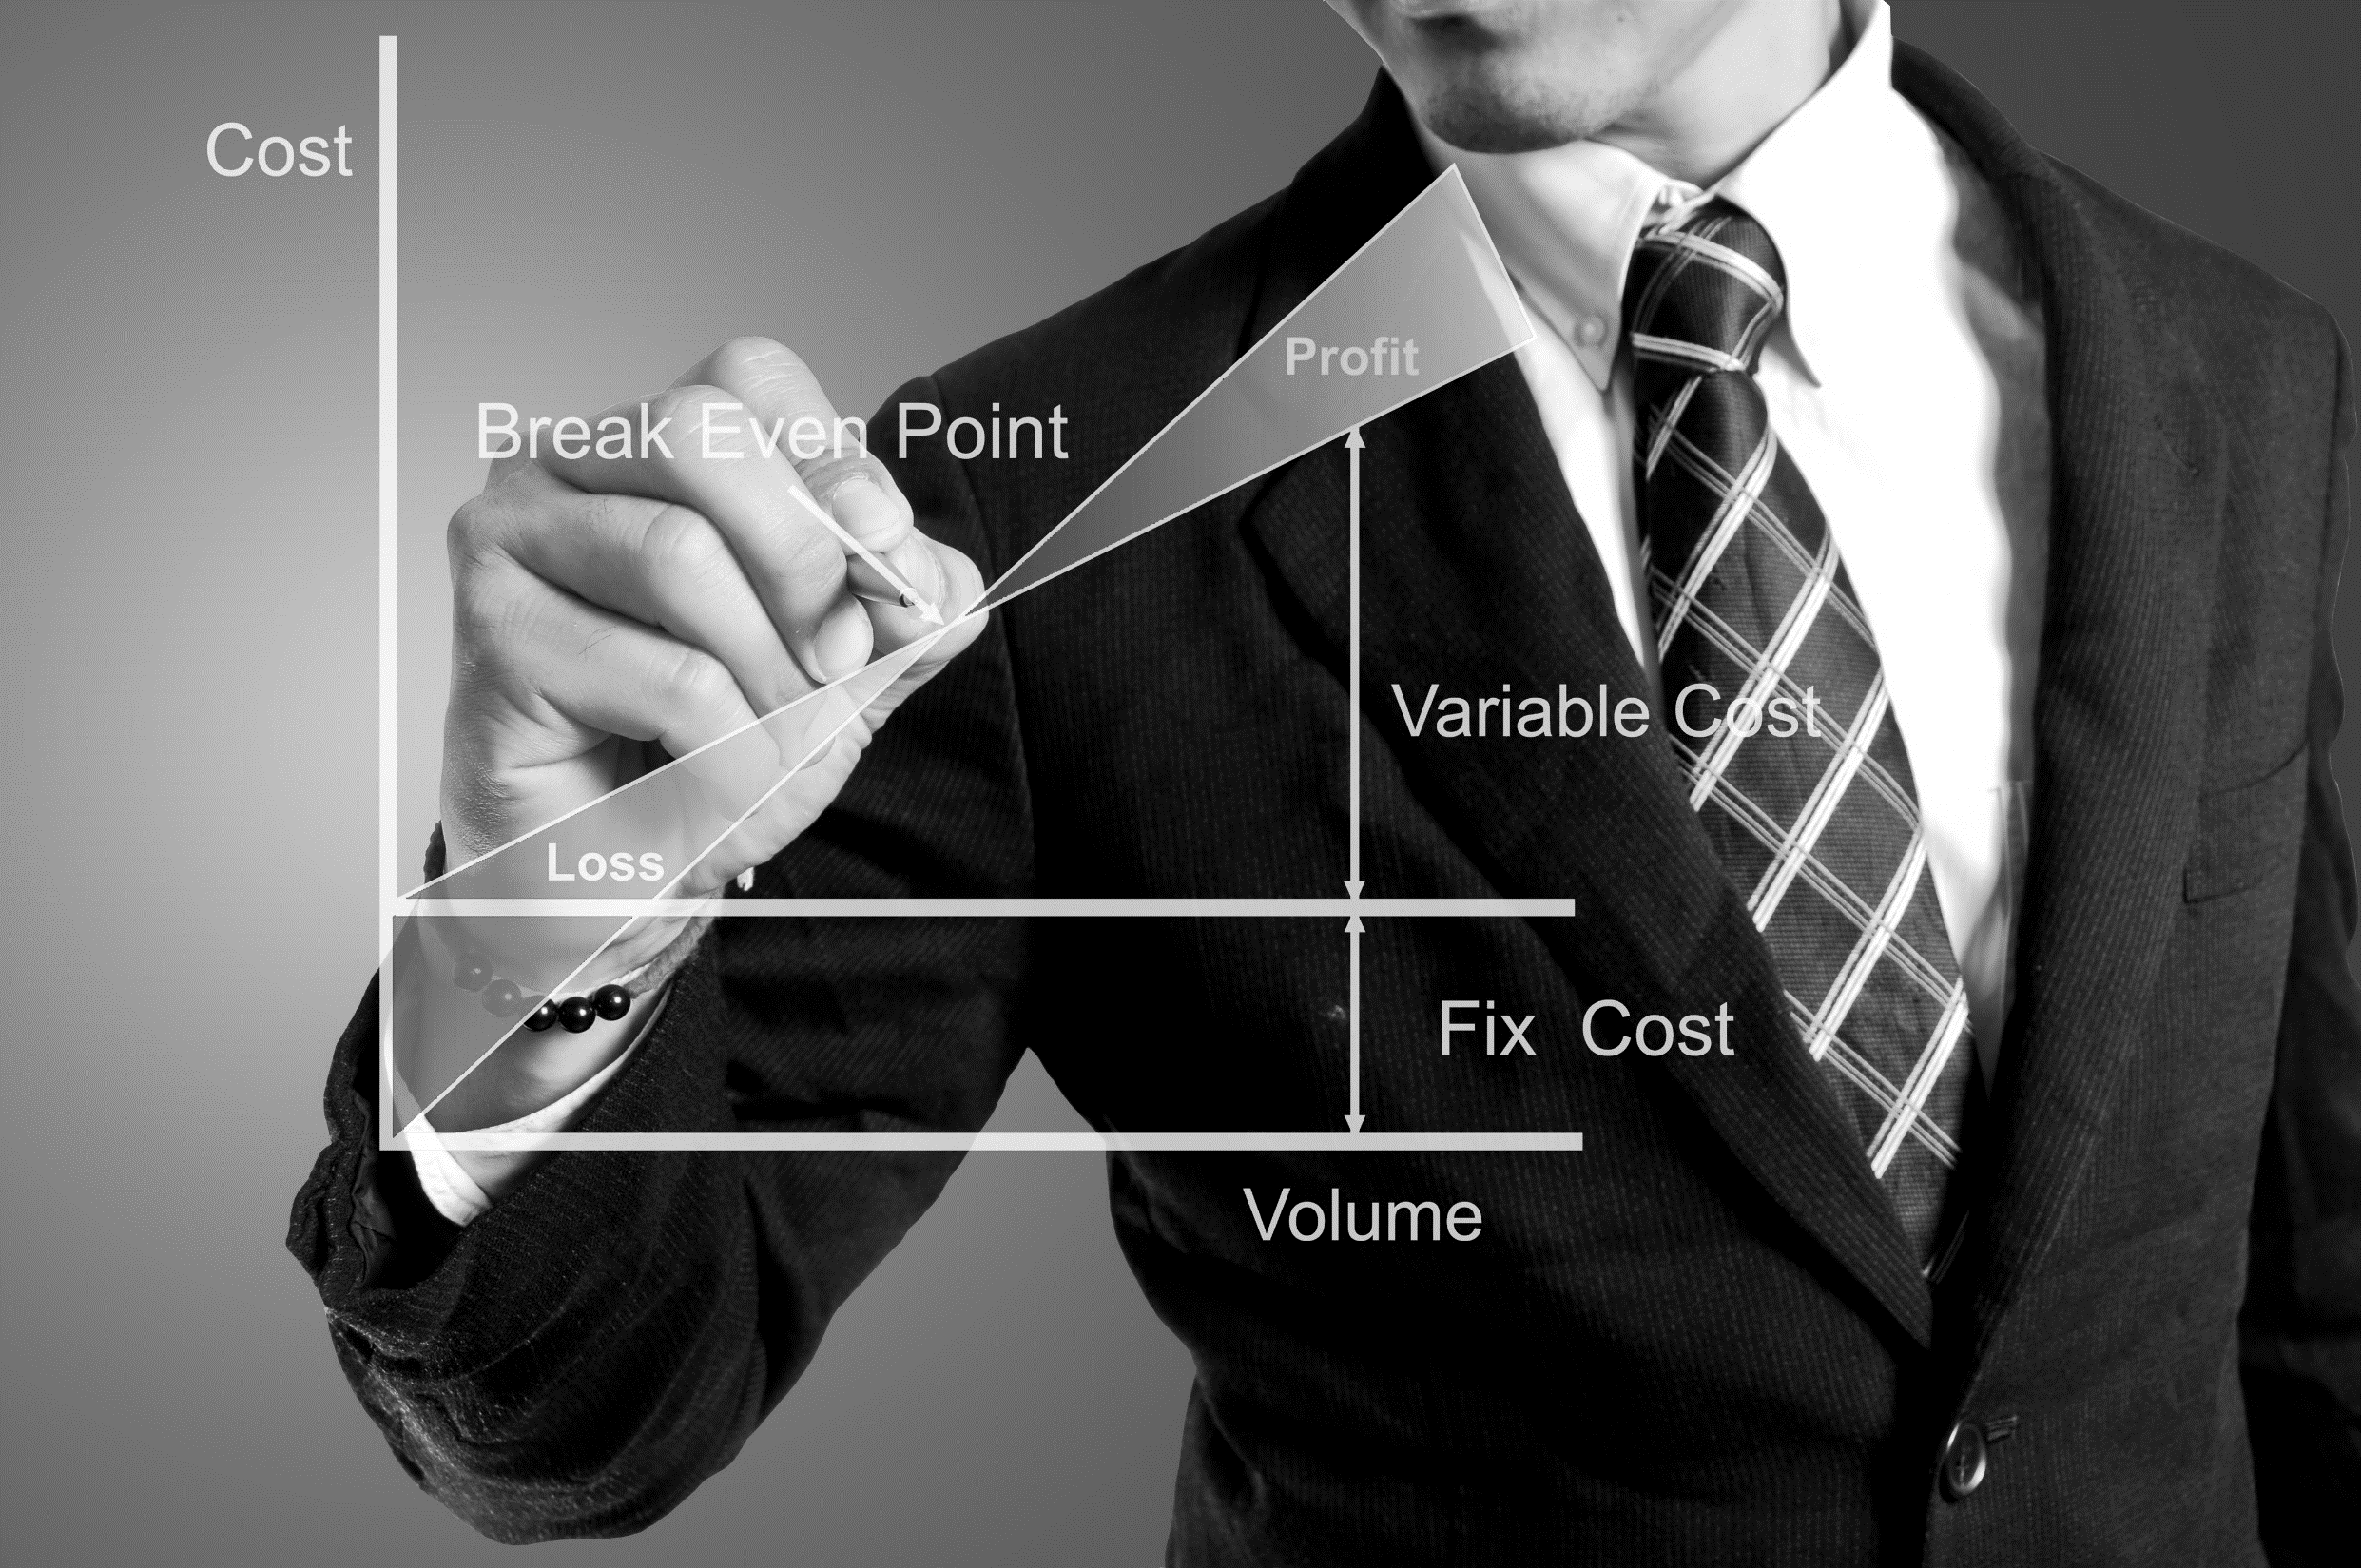 Cost
Break Even Point
Profit
Variable Cost
Loss
Fix Cost
Volume